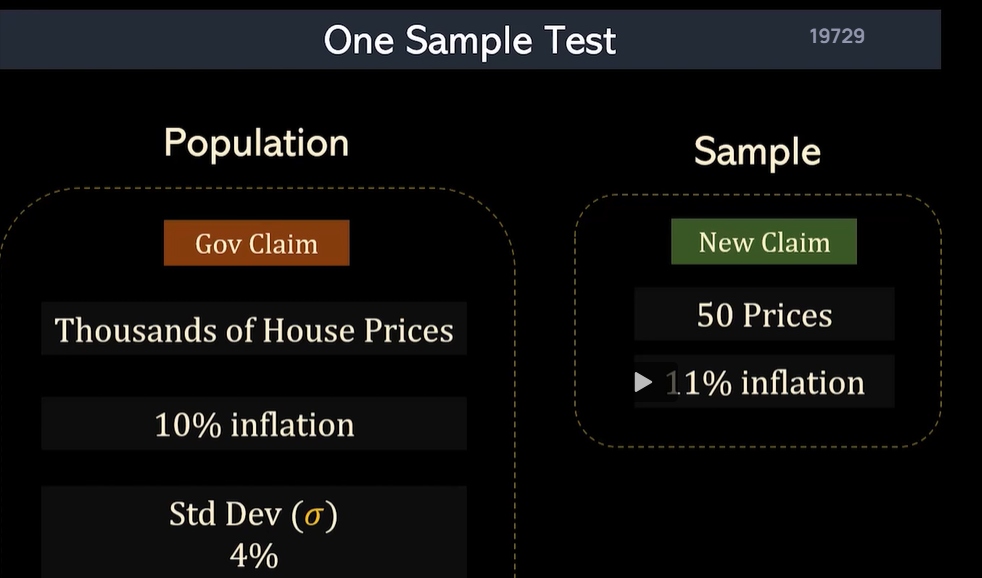 One Sample Test
19729
Population
Gov Claim
Thousands of House Prices
10% inflation
Std Dev (σ)
4%
Sample
New Claim
50 Prices
11% inflation